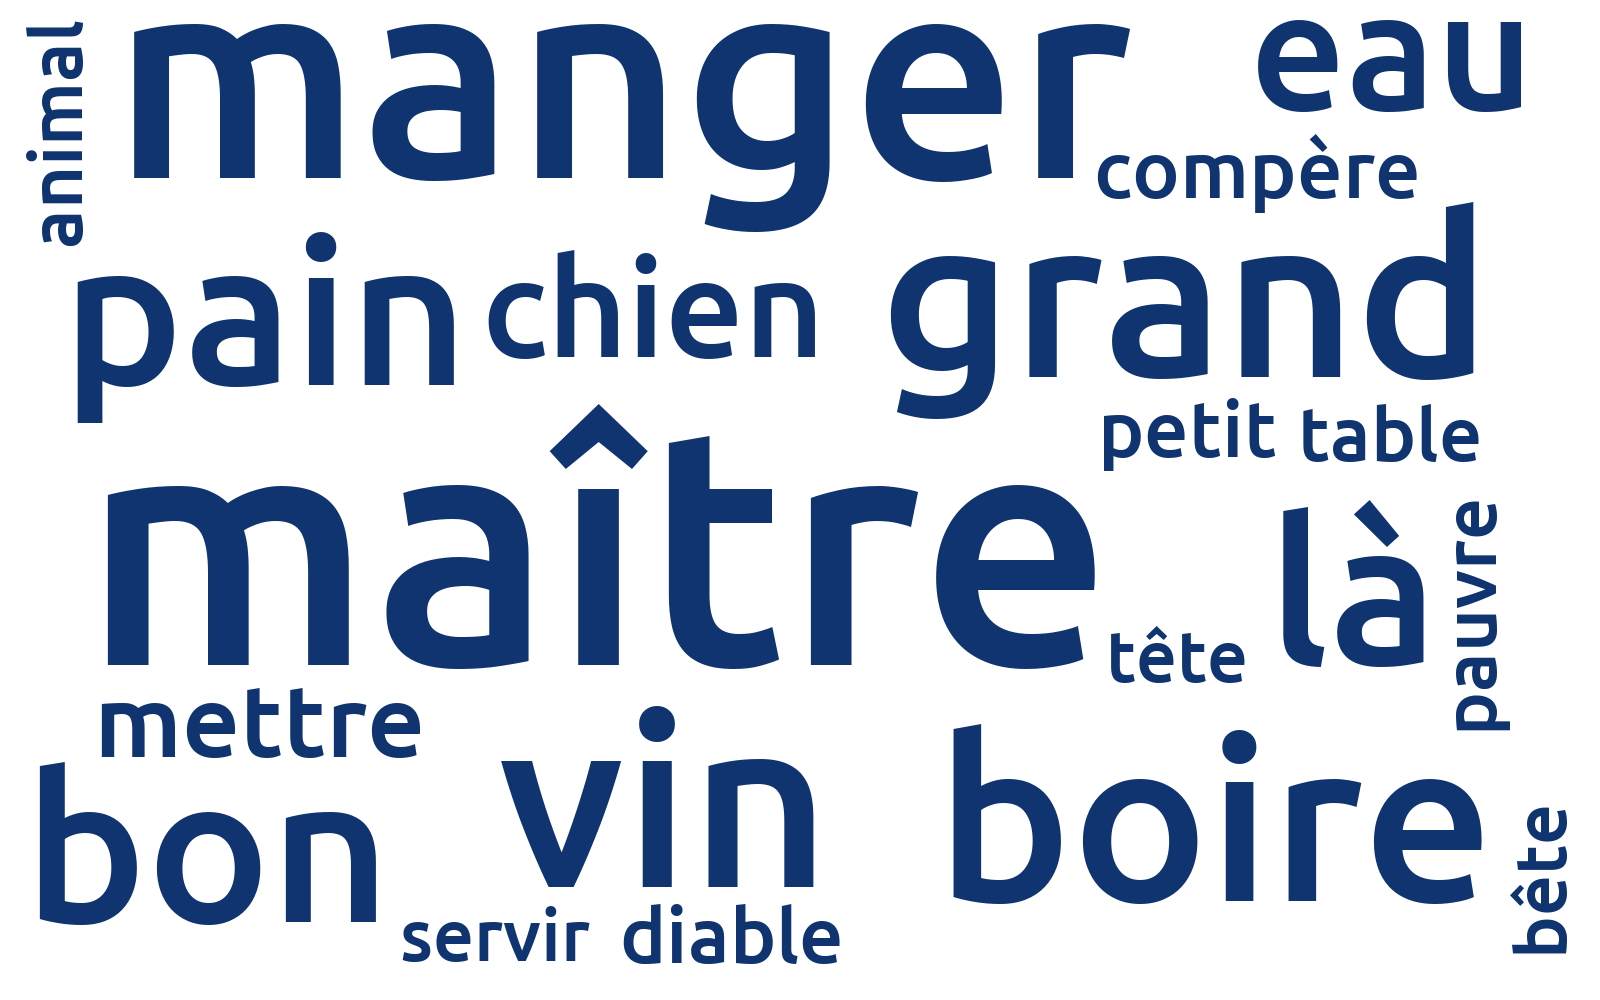 animal
manger
eau
compère
pain
chien
grand
petit
table
maître
là
pauvre
tête
mettre
vin
boire
bon
bête
servir
diable